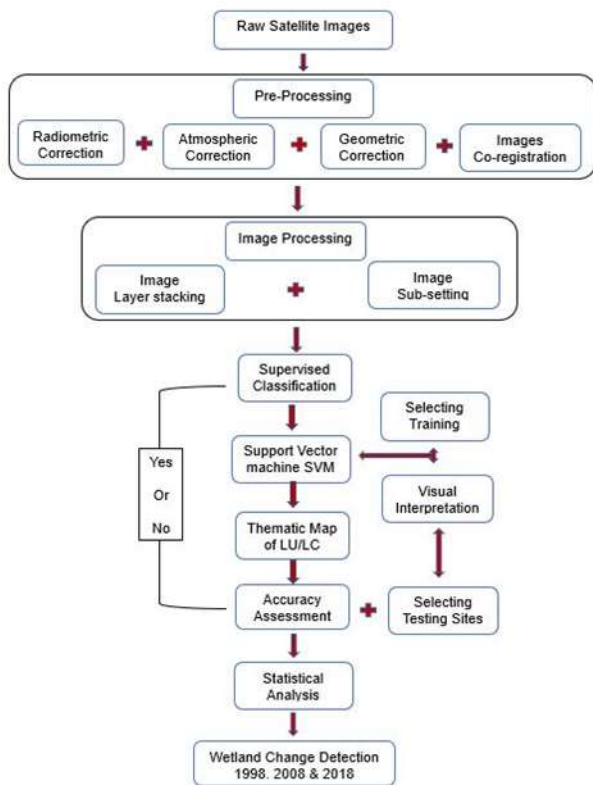 Raw Satellite Images
Pre-Processing
Radiometric
Correction
Atmospheric
Correction
Geometric
Correction
Images
Co-registration
Image Processing
Image
Layer stacking
Image
Sub-setting
Supervised
Classification
Selecting
Training
Yes
Or
No
Support Vector
machine SVM
Visual
Interpretation
Thematic Map
of LU/LC
Accuracy
Assessment
Selecting
Testing Sites
Statistical
Analysis
Wetland Change Detection
1998. 2008 & 2018